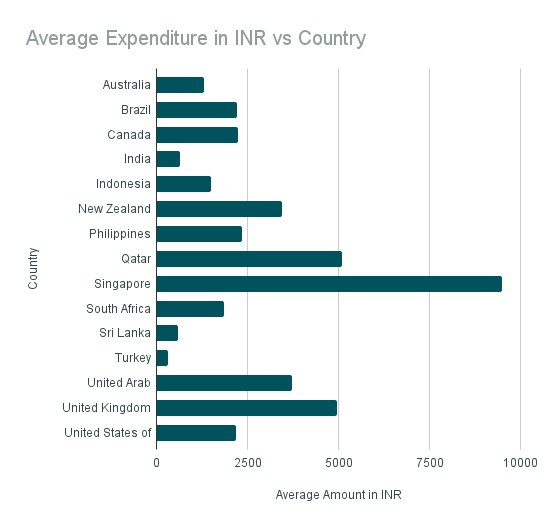 Average Expenditure in INR vs Country
Australia
Brazil
Canada
India
Indonesia
New Zealand
Philippines
Qatar
Singapore
South Africa
Sri Lanka
Turkey
United Arab
United Kingdom
United States of
Country
0 2500 5000 7500 10000
Average Amount in INR